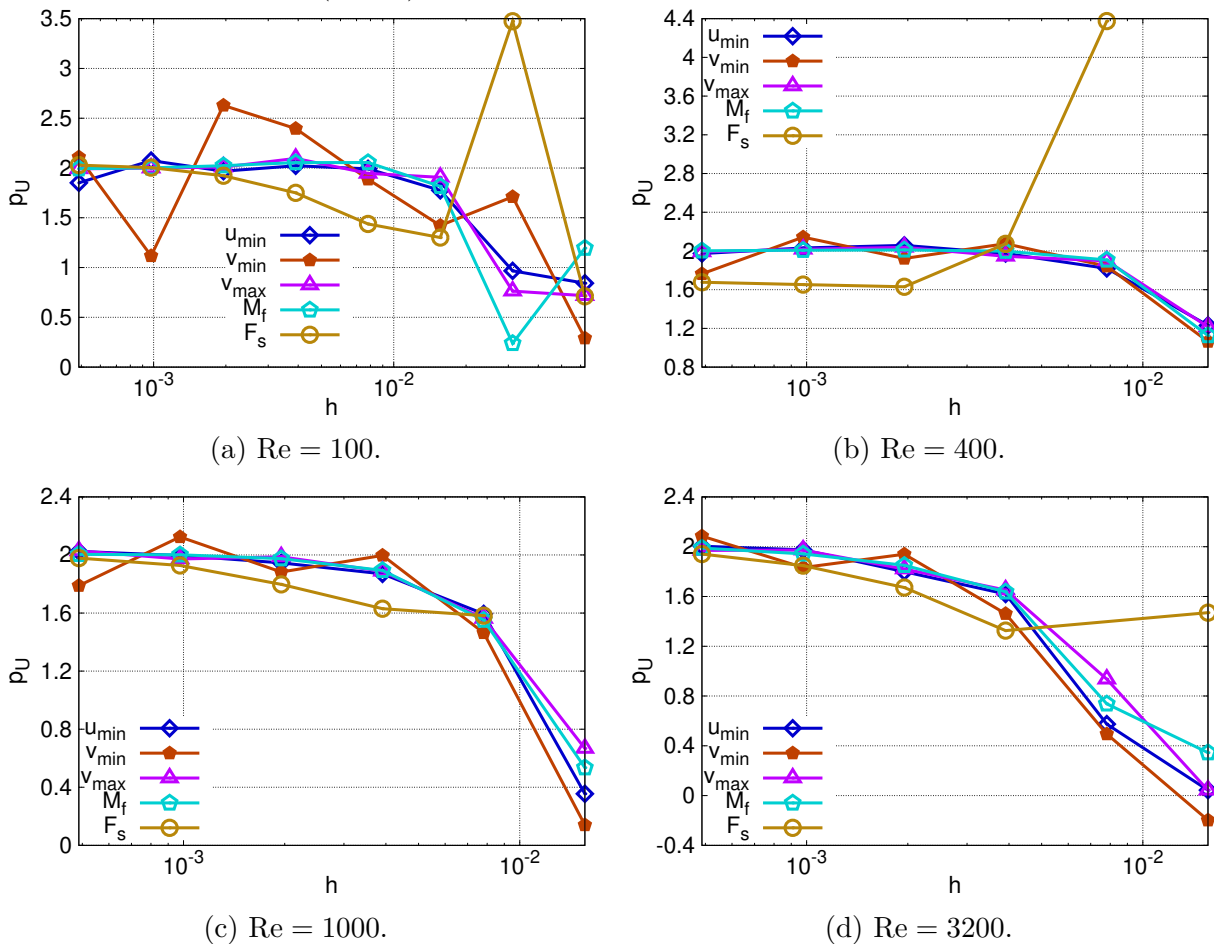 3.5
3
2.5
2
1.5
1
0.5
0
p_U
u_min
v_min
v_max
M_f
F_s
10^-3
10^-2
h
(a) Re = 100.
4.4
4
3.6
3.2
2.8
2.4
2
1.6
1.2
0.8
p_U
u_min
v_min
v_max
M_f
F_s
10^-3
10^-2
h
(b) Re = 400.
2.4
2
1.6
1.2
0.8
0.4
0
p_U
u_min
v_min
v_max
M_f
F_s
10^-3
10^-2
h
(c) Re = 1000.
2.4
2
1.6
1.2
0.8
0.4
0
-0.4
p_U
u_min
v_min
v_max
M_f
F_s
10^-3
10^-2
h
(d) Re = 3200.